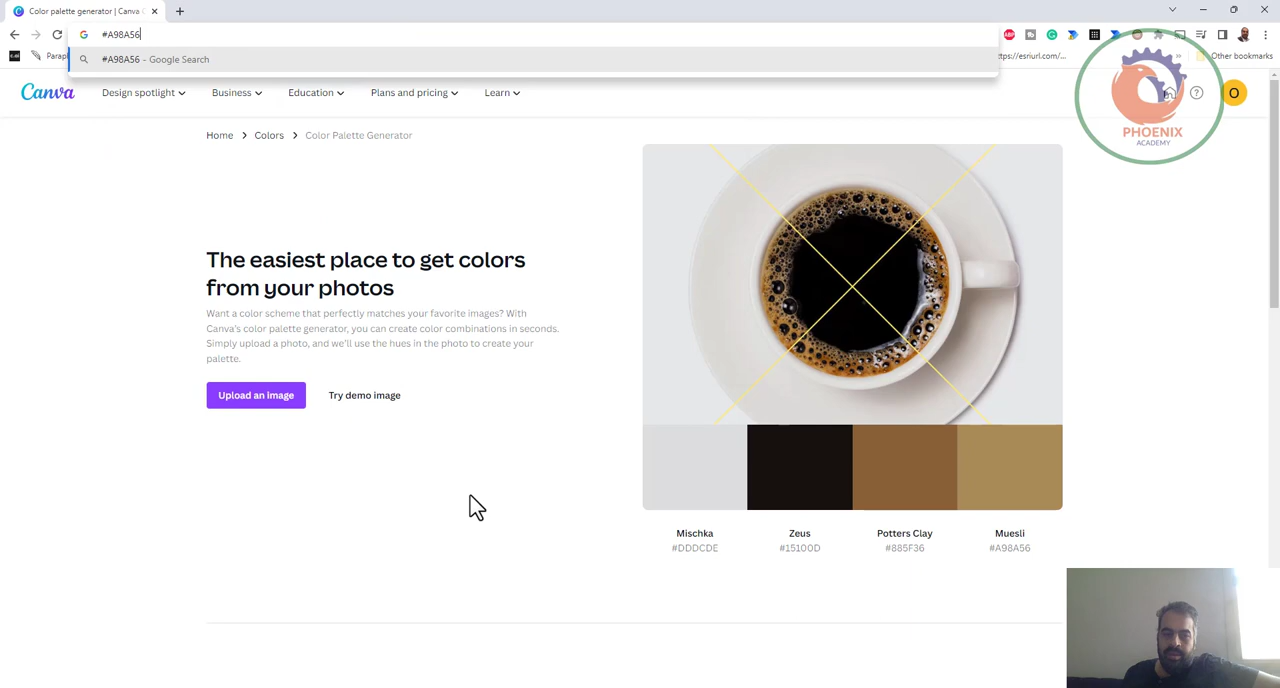 Color palette generator | Canva
#A98A56
#A98A56 - Google Search
Parap
https://esriurl.com/...
Other bookmarks
Canva
Design spotlight
Business
Education
Plans and pricing
Learn
O
PHOENIX
ACADEMY
Home > Colors > Color Palette Generator
The easiest place to get colors
from your photos
Want a color scheme that perfectly matches your favorite images? With
Canva's color palette generator, you can create color combinations in seconds.
Simply upload a photo, and we'll use the hues in the photo to create your
palette.
Upload an image
Try demo image
Mischka
Zeus
Potters Clay
Muesli
#DDDCDE
#15100D
#885F36
#A98A56